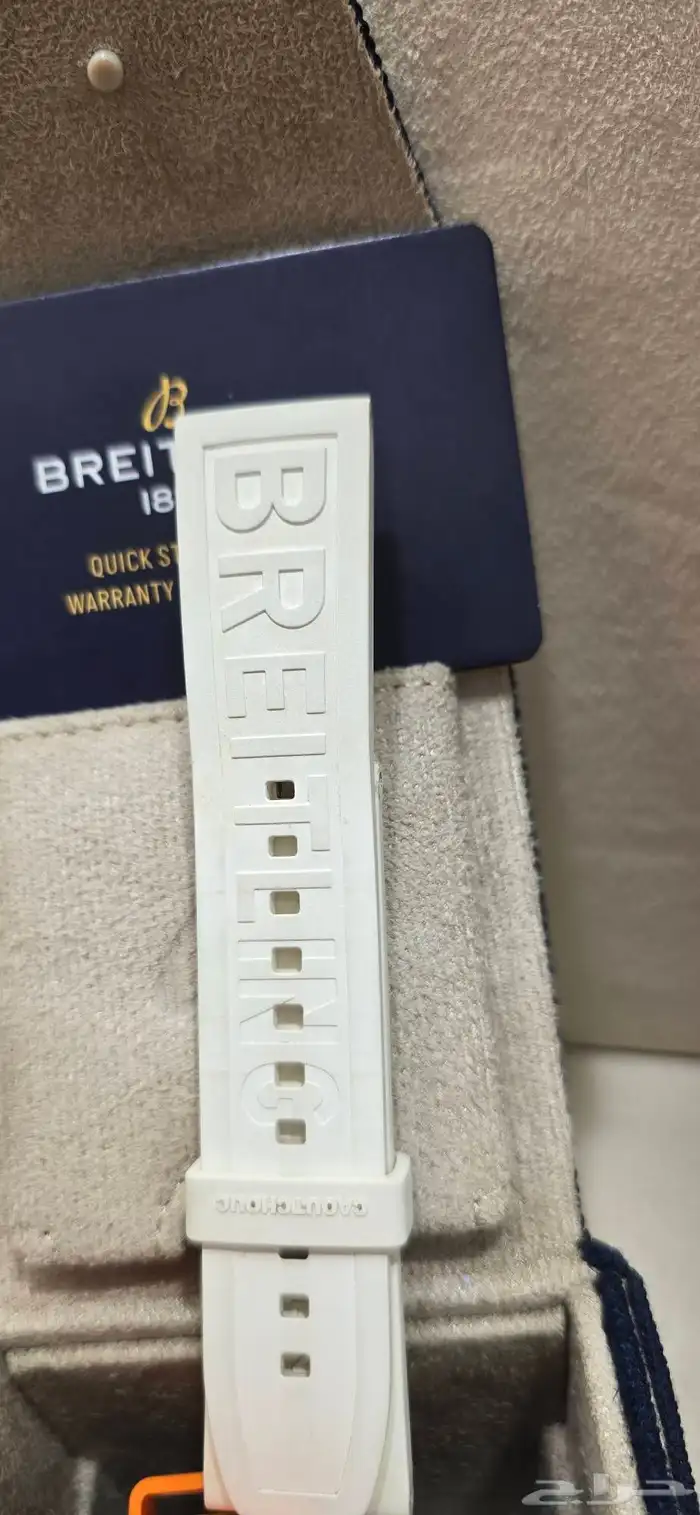 B
BREIT
18
QUICK ST
WARRANTY
BREITLING
CAOUTCHOUC
حراج